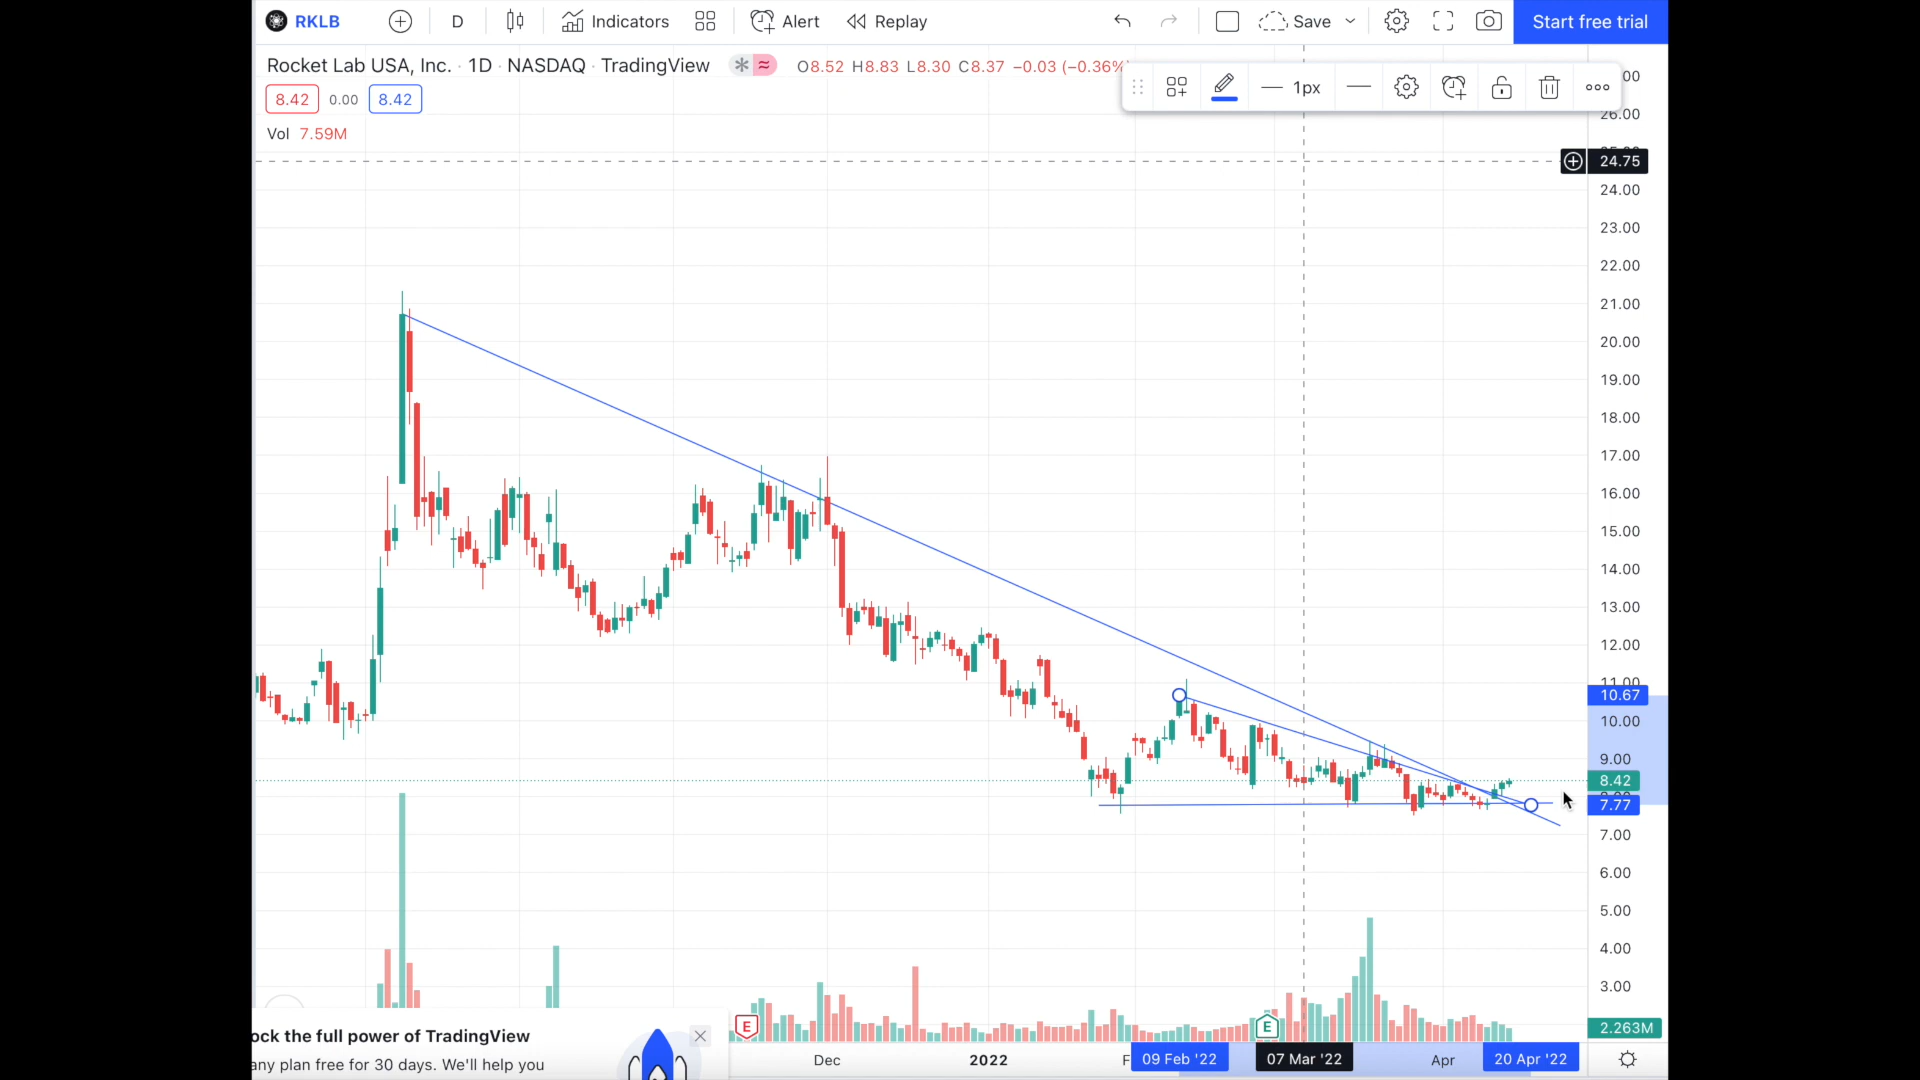 RKLB D Indicators Alert Replay Save Start free trial
Rocket Lab USA, Inc. · 1D · NASDAQ · TradingView O8.52 H8.83 L8.30 C8.37 −0.03 (−0.36%)
1px
8.42 0.00 8.42
Vol 7.59M
26.00
24.75
24.00
23.00
22.00
21.00
20.00
19.00
18.00
17.00
16.00
15.00
14.00
13.00
12.00
11.00
10.67
10.00
9.00
8.42
7.77
7.00
6.00
5.00
4.00
3.00
2.263M
E E
ock the full power of TradingView
any plan free for 30 days. We'll help you
Dec 2022 F 09 Feb '22 07 Mar '22 Apr 20 Apr '22